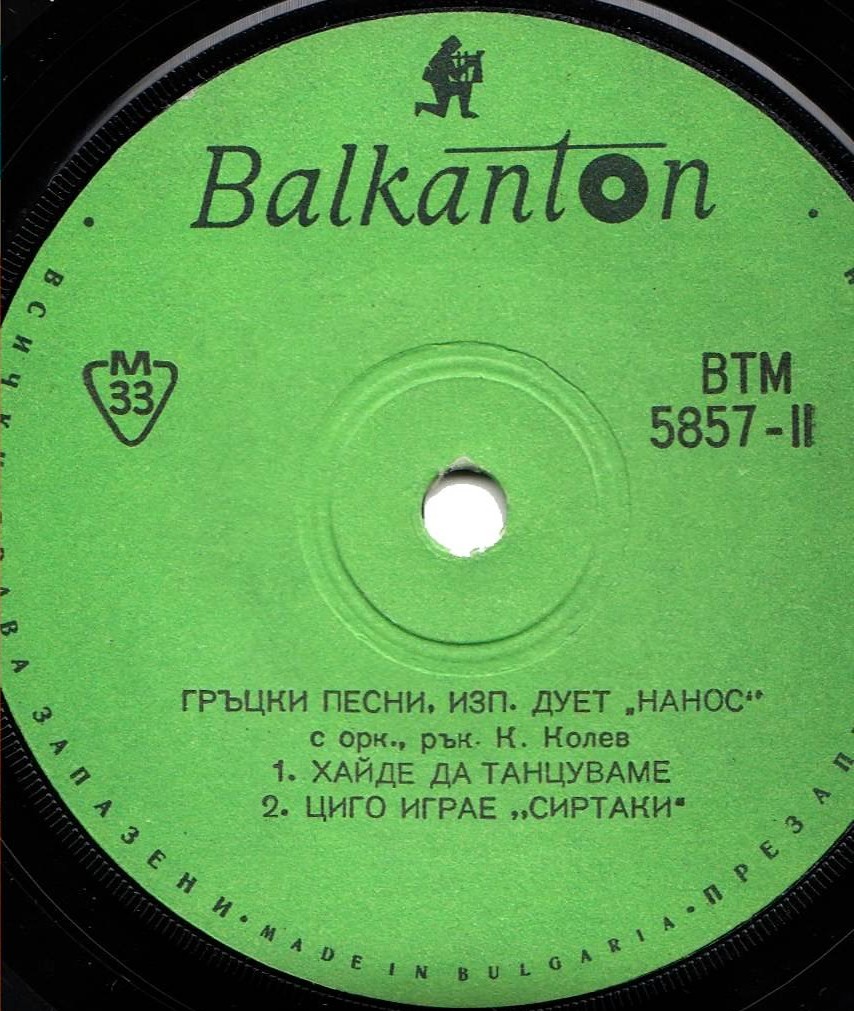 Balkanton
М
33
ВТМ
5857-II
ГРЪЦКИ ПЕСНИ, ИЗП. ДУЕТ „НАНОС“
с орк., рък. К. Колев
1. ХАЙДЕ ДА ТАНЦУВАМЕ
2. ЦИГО ИГРАЕ „СИРТАКИ“
ЗАПАЗЕНИ • MADE IN BULGARIA •